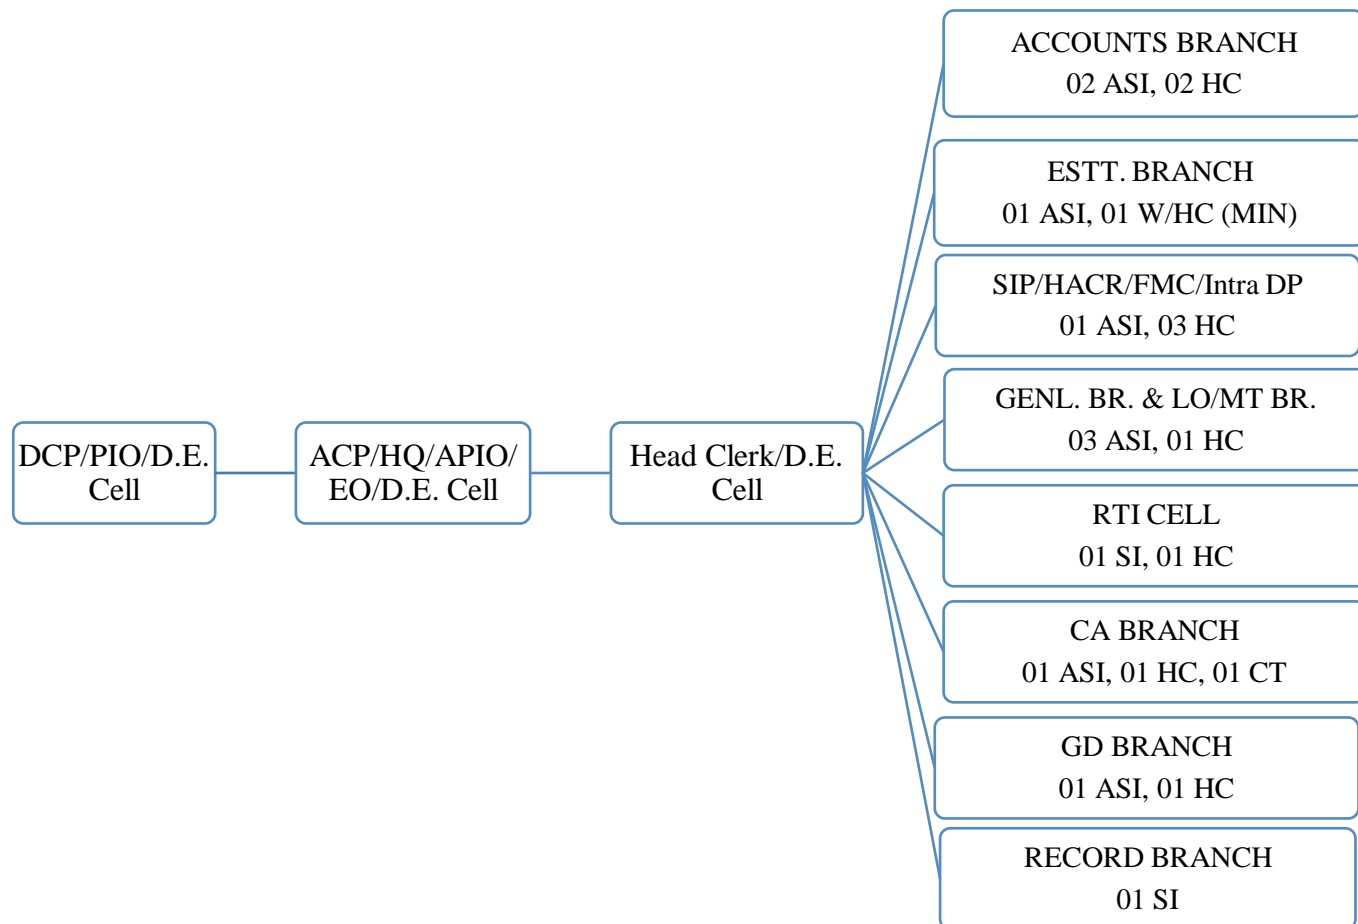 DCP/PIO/D.E.
Cell
ACP/HQ/APIO/
EO/D.E. Cell
Head Clerk/D.E.
Cell
ACCOUNTS BRANCH
02 ASI, 02 HC
ESTT. BRANCH
01 ASI, 01 W/HC (MIN)
SIP/HACR/FMC/Intra DP
01 ASI, 03 HC
GENL. BR. & LO/MT BR.
03 ASI, 01 HC
RTI CELL
01 SI, 01 HC
CA BRANCH
01 ASI, 01 HC, 01 CT
GD BRANCH
01 ASI, 01 HC
RECORD BRANCH
01 SI